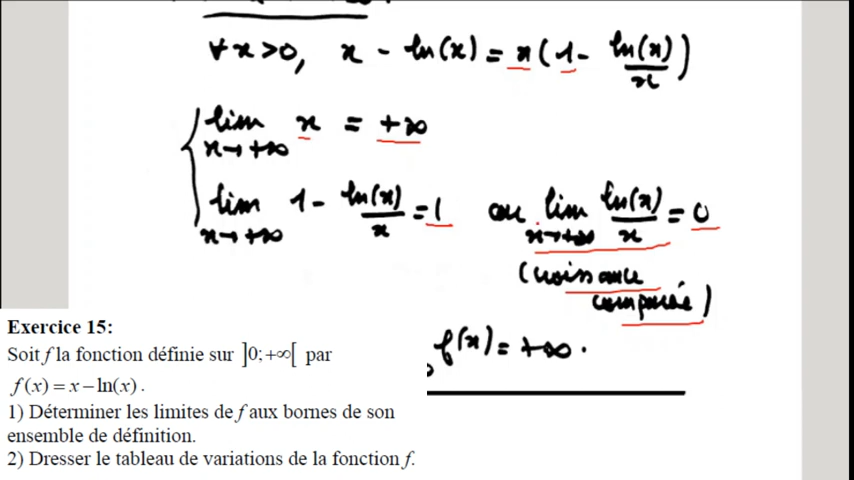 ∀x>0, x - ln(x) = x(1 - ln(x)/x)
lim x→+∞ x = +∞
lim x→+∞ 1 - ln(x)/x = 1 car lim x→+∞ ln(x)/x = 0
(croissance
comparée)
f(x) = +∞.
Exercice 15:
Soit f la fonction définie sur ]0;+∞[ par
f(x) = x − ln(x).
1) Déterminer les limites de f aux bornes de son
ensemble de définition.
2) Dresser le tableau de variations de la fonction f.